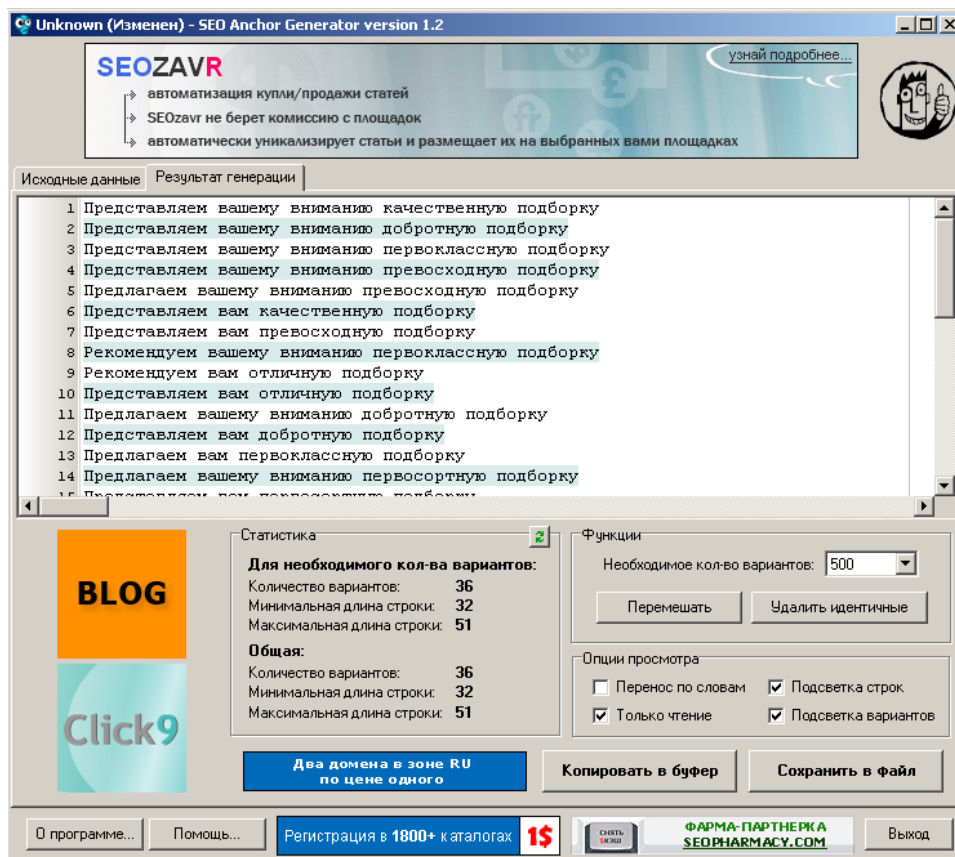 Unknown (Изменен) - SEO Anchor Generator version 1.2
SEOZAVR
узнай подробнее...
автоматизация купли/продажи статей
SEOzavr не берет комиссию с площадок
автоматически уникализирует статьи и размещает их на выбранных вами площадках
Исходные данные
Результат генерации
1 Представляем вашему вниманию качественную подборку
2 Представляем вашему вниманию добротную подборку
3 Представляем вашему вниманию первоклассную подборку
4 Представляем вашему вниманию превосходную подборку
5 Предлагаем вашему вниманию превосходную подборку
6 Представляем вам качественную подборку
7 Представляем вам превосходную подборку
8 Рекомендуем вашему вниманию первоклассную подборку
9 Рекомендуем вам отличную подборку
10 Представляем вам отличную подборку
11 Предлагаем вашему вниманию добротную подборку
12 Представляем вам добротную подборку
13 Предлагаем вам первоклассную подборку
14 Предлагаем вашему вниманию первосортную подборку
BLOG
Click9
Статистика
Для необходимого кол-ва вариантов:
Количество вариантов: 36
Минимальная длина строки: 32
Максимальная длина строки: 51
Общая:
Количество вариантов: 36
Минимальная длина строки: 32
Максимальная длина строки: 51
Функции
Необходимое кол-во вариантов: 500
Перемешать
Удалить идентичные
Опции просмотра
Перенос по словам
Подсветка строк
Только чтение
Подсветка вариантов
Два домена в зоне RU
по цене одного
Копировать в буфер
Сохранить в файл
О программе...
Помощь...
Регистрация в 1800+ каталогах 1$
СНЯТЬ
КЭШ
ФАРМА-ПАРТНЕРКА
SEOPHARMACY.COM
Выход